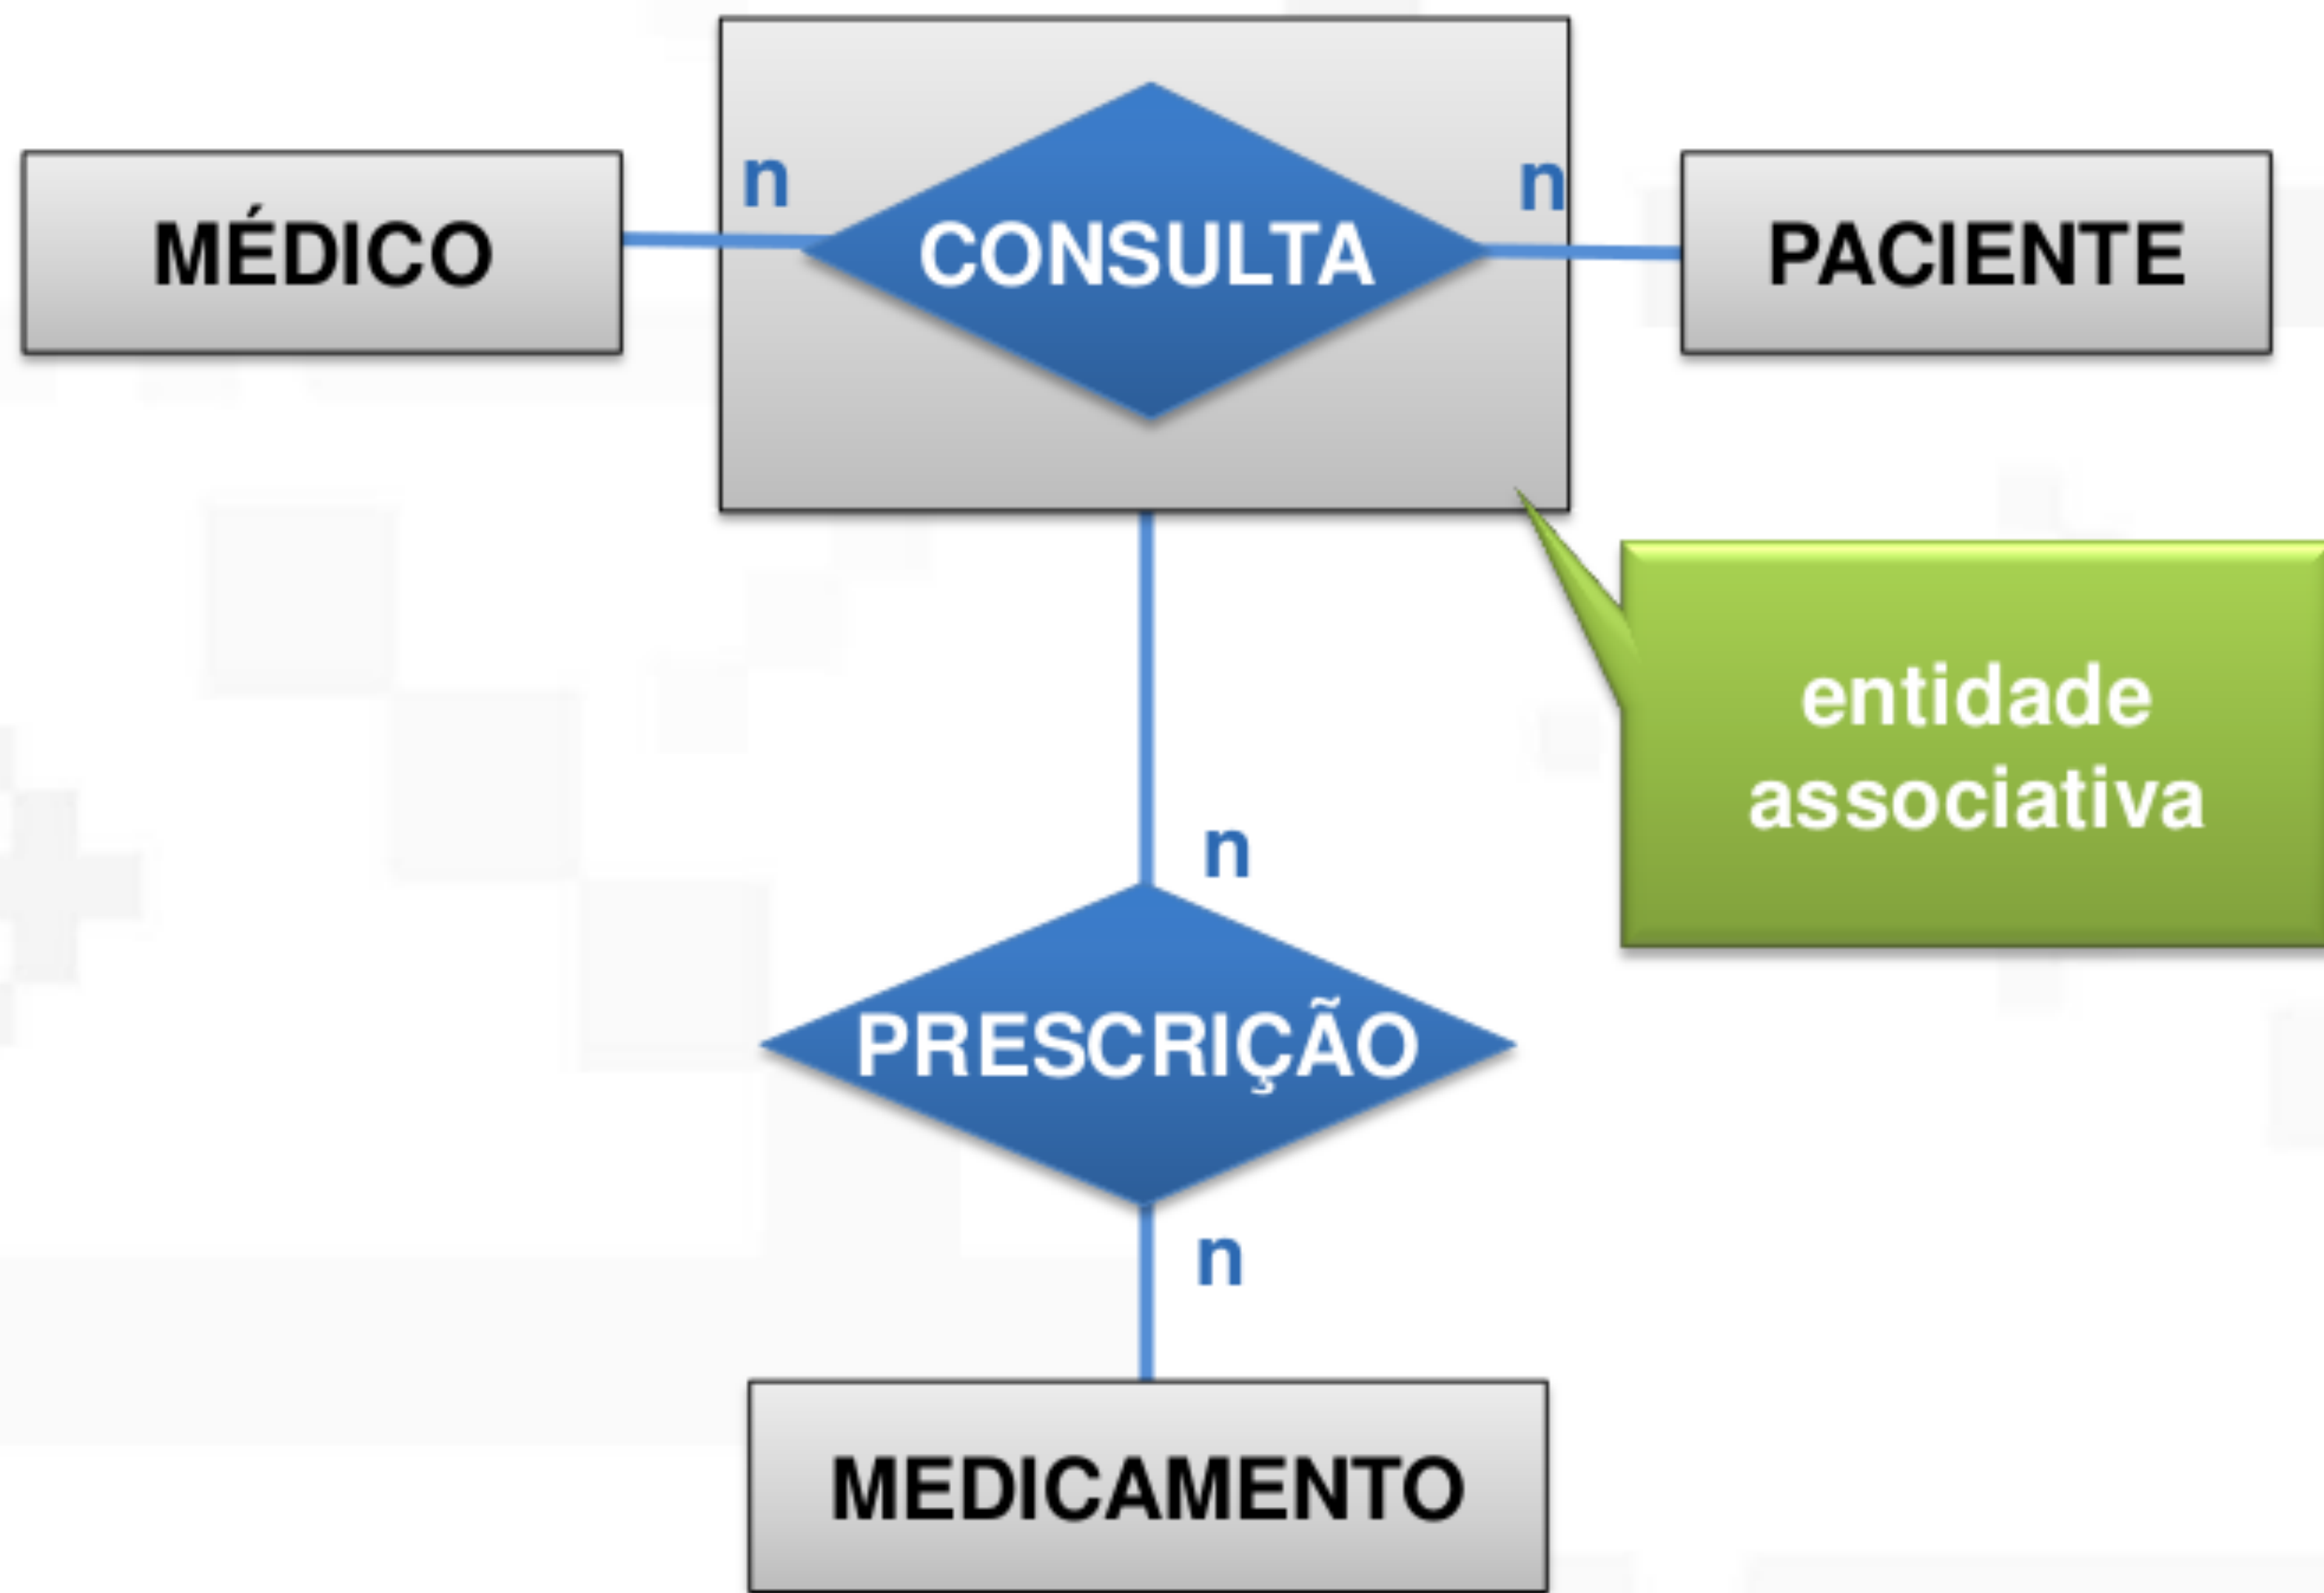 n
n
MÉDICO
CONSULTA
PACIENTE
entidade
associativa
n
PRESCRIÇÃO
n
MEDICAMENTO